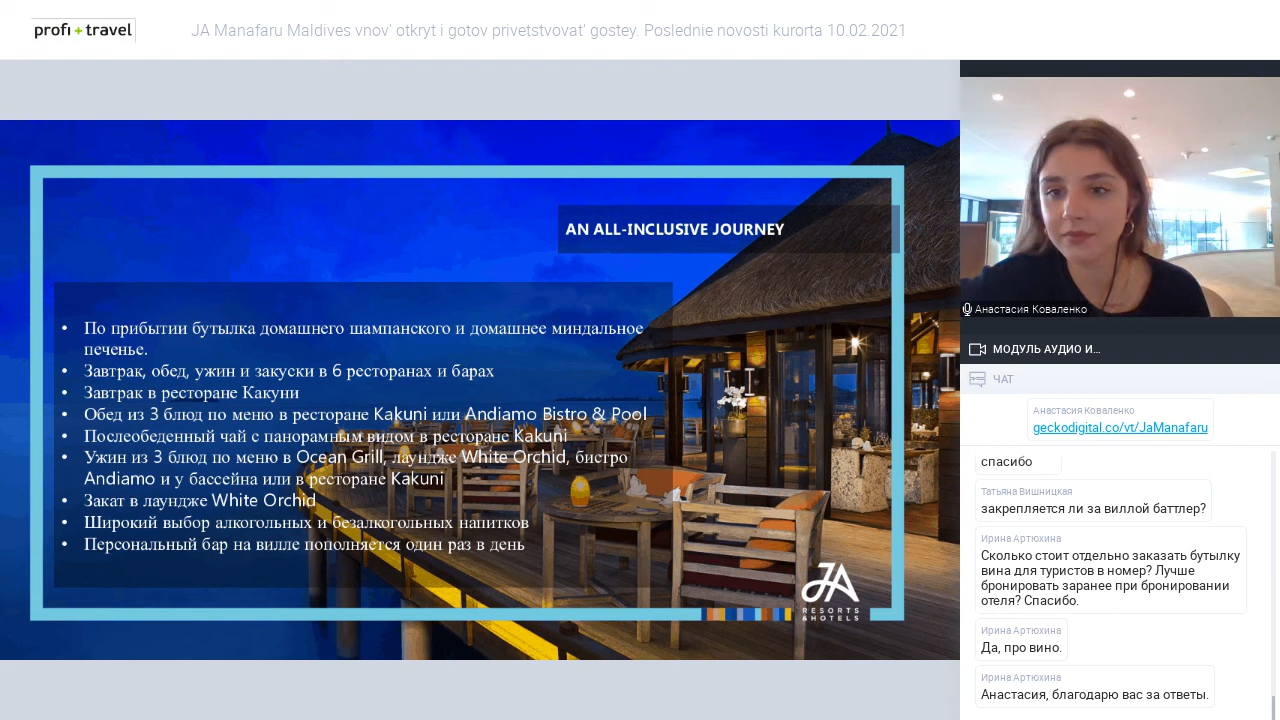 profi + travel
JA Manafaru Maldives vnov' otkryt i gotov privetstvovat' gostey. Poslednie novosti kurorta 10.02.2021
AN ALL-INCLUSIVE JOURNEY
• По прибытии бутылка домашнего шампанского и домашнее миндальное
печенье.
• Завтрак, обед, ужин и закуски в 6 ресторанах и барах
• Завтрак в ресторане Какуни
• Обед из 3 блюд по меню в ресторане Kakuni или Andiamo Bistro & Pool
• Послеобеденный чай с панорамным видом в ресторане Kakuni
• Ужин из 3 блюд по меню в Ocean Grill, лаундже White Orchid, бистро
Andiamo и у бассейна или в ресторане Kakuni
• Закат в лаундже White Orchid
• Широкий выбор алкогольных и безалкогольных напитков
• Персональный бар на вилле пополняется один раз в день
JA
RESORTS
&HOTELS
Анастасия Коваленко
МОДУЛЬ АУДИО И...
ЧАТ
Анастасия Коваленко
geckodigital.co/vt/JaManafaru
спасибо
Татьяна Вишницкая
закрепляется ли за виллой баттлер?
Ирина Артюхина
Сколько стоит отдельно заказать бутылку
вина для туристов в номер? Лучше
бронировать заранее при бронировании
отеля? Спасибо.
Ирина Артюхина
Да, про вино.
Ирина Артюхина
Анастасия, благодарю вас за ответы.